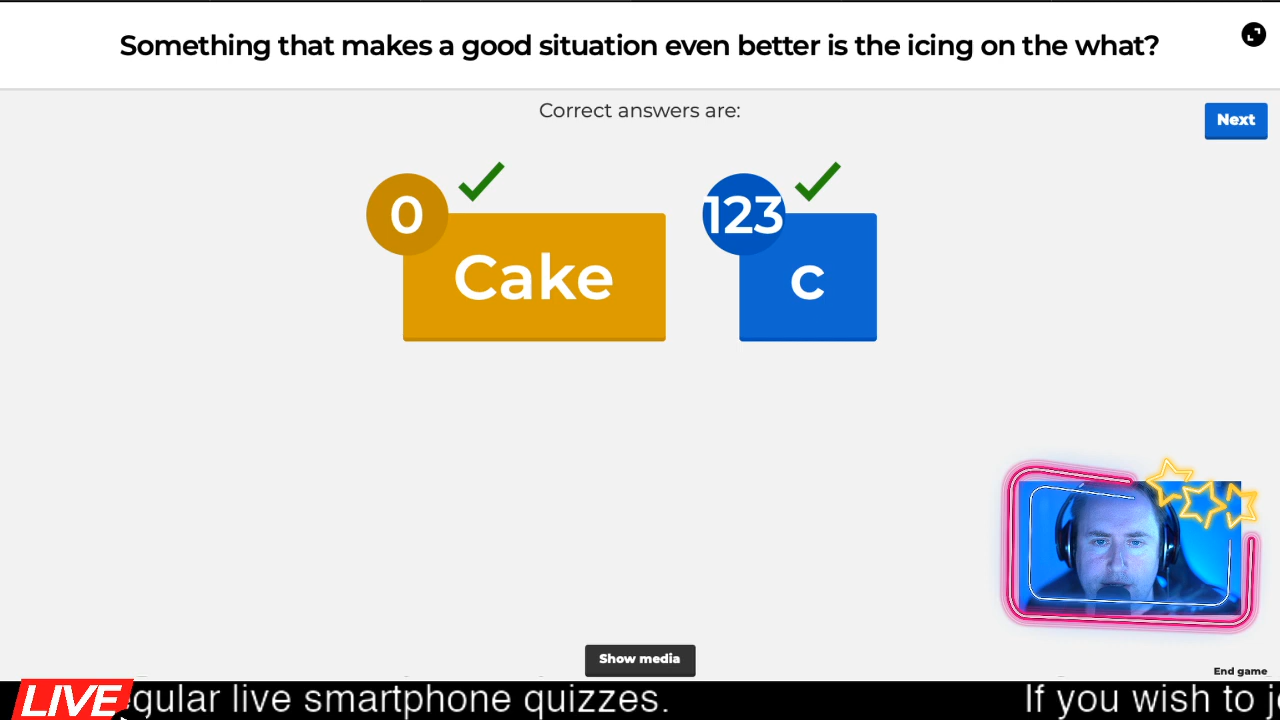 Something that makes a good situation even better is the icing on the what?
Correct answers are:
Next
0
123
Cake
c
Show media
End game
LIVE
egular live smartphone quizzes.
If you wish to j